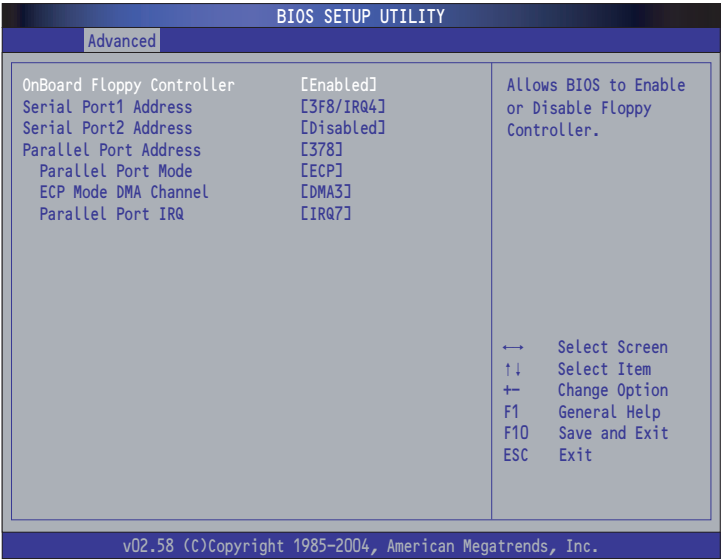 BIOS SETUP UTILITY
Advanced
OnBoard Floppy Controller [Enabled]
Serial Port1 Address [3F8/IRQ4]
Serial Port2 Address [Disabled]
Parallel Port Address [378]
Parallel Port Mode [ECP]
ECP Mode DMA Channel [DMA3]
Parallel Port IRQ [IRQ7]
Allows BIOS to Enable
or Disable Floppy
Controller.
←→ Select Screen
↑↓ Select Item
+- Change Option
F1 General Help
F10 Save and Exit
ESC Exit
v02.58 (C)Copyright 1985-2004, American Megatrends, Inc.